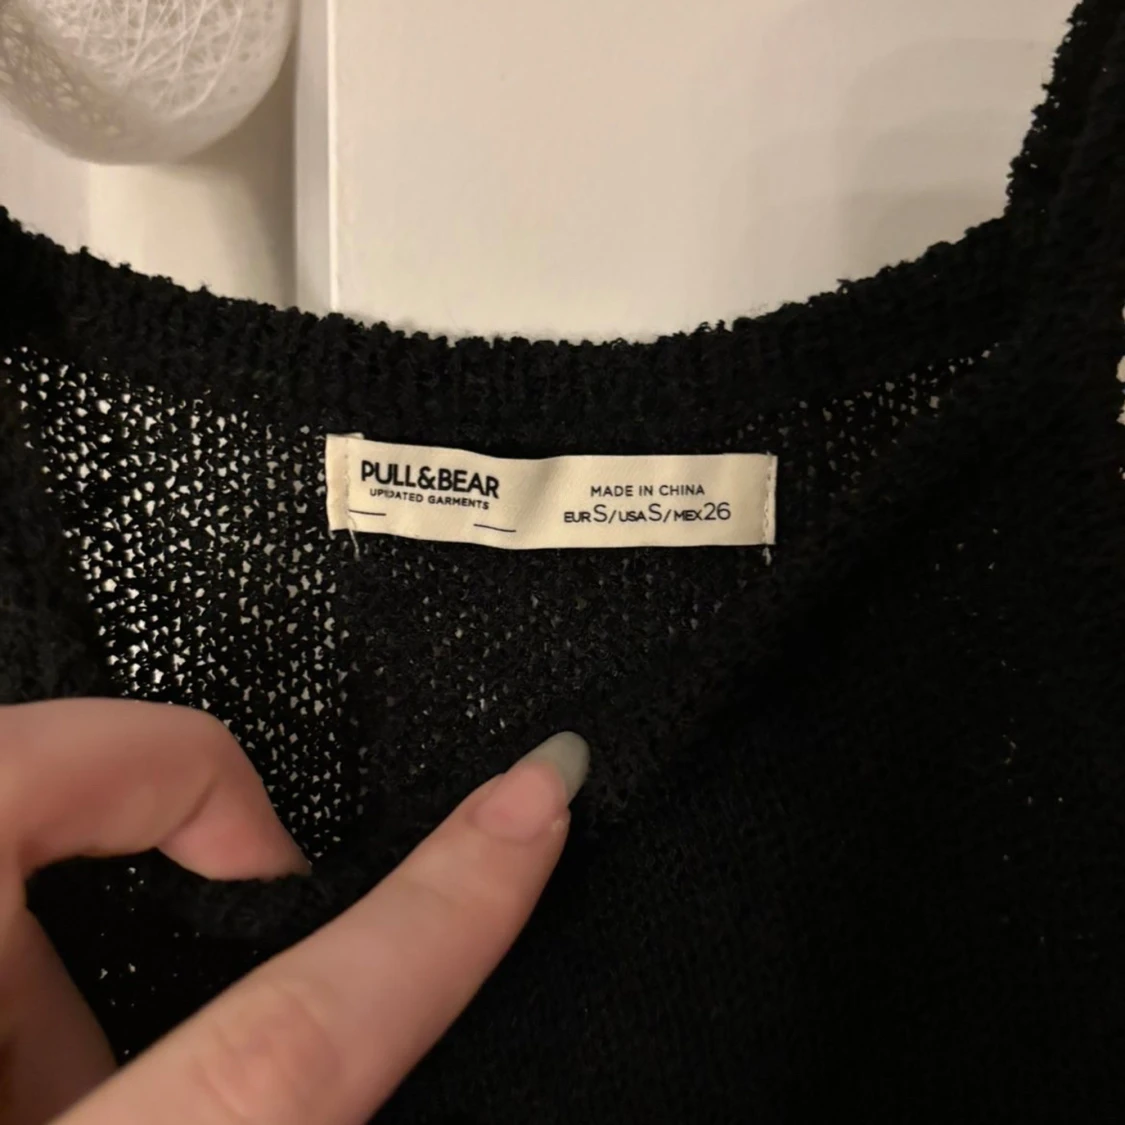 PULL&BEAR
UPDATED GARMENTS
MADE IN CHINA
EUR S/USA S/MEX 26